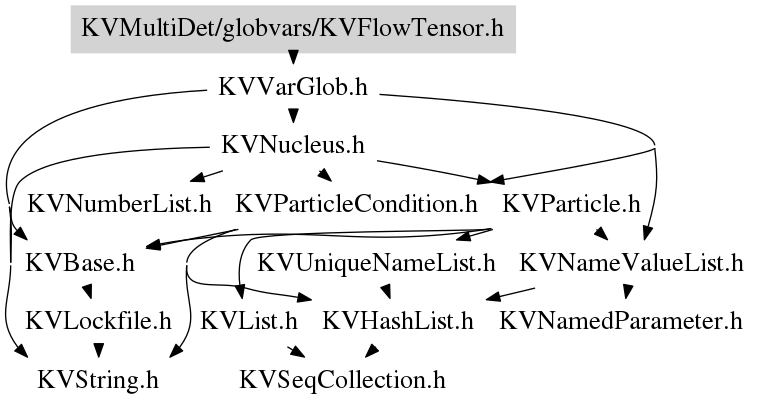 KVMultiDet/globvars/KVFlowTensor.h
KVVarGlob.h
KVNucleus.h
KVNumberList.h
KVParticleCondition.h
KVParticle.h
KVBase.h
KVUniqueNameList.h
KVNameValueList.h
KVLockfile.h
KVList.h
KVHashList.h
KVNamedParameter.h
KVString.h
KVSeqCollection.h